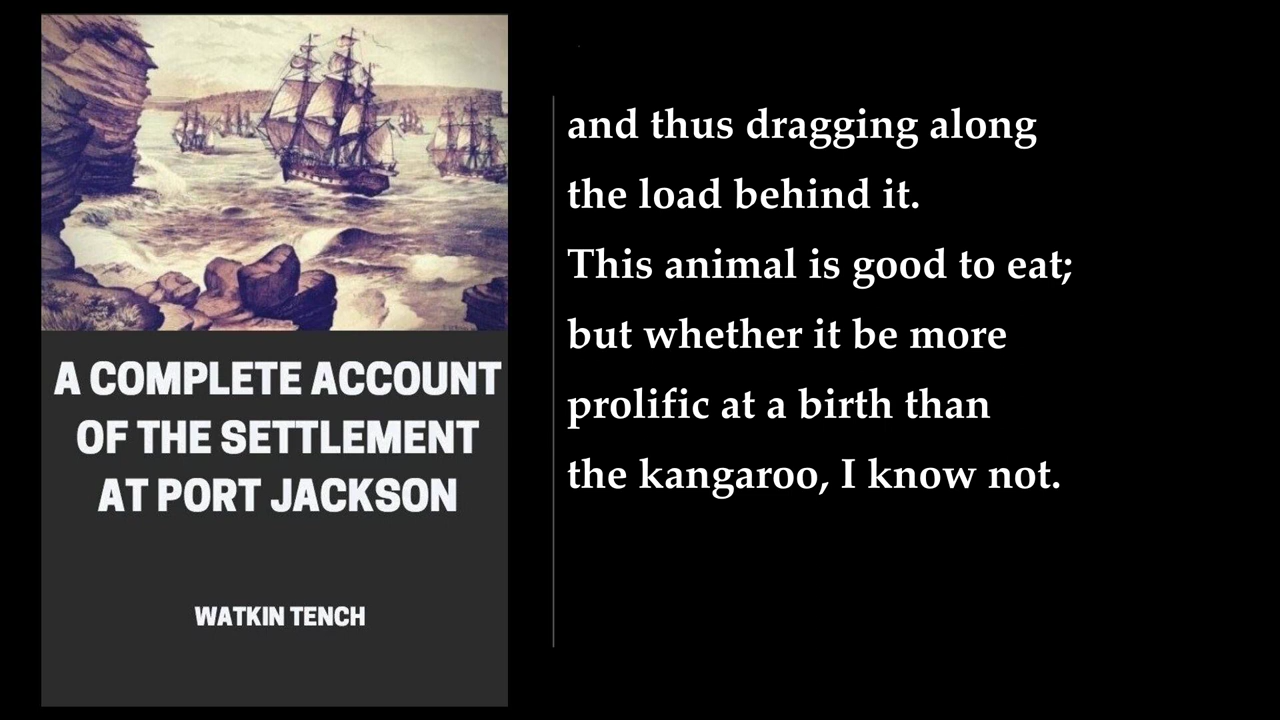 A COMPLETE ACCOUNT
OF THE SETTLEMENT
AT PORT JACKSON
WATKIN TENCH
and thus dragging along
the load behind it.
This animal is good to eat;
but whether it be more
prolific at a birth than
the kangaroo, I know not.